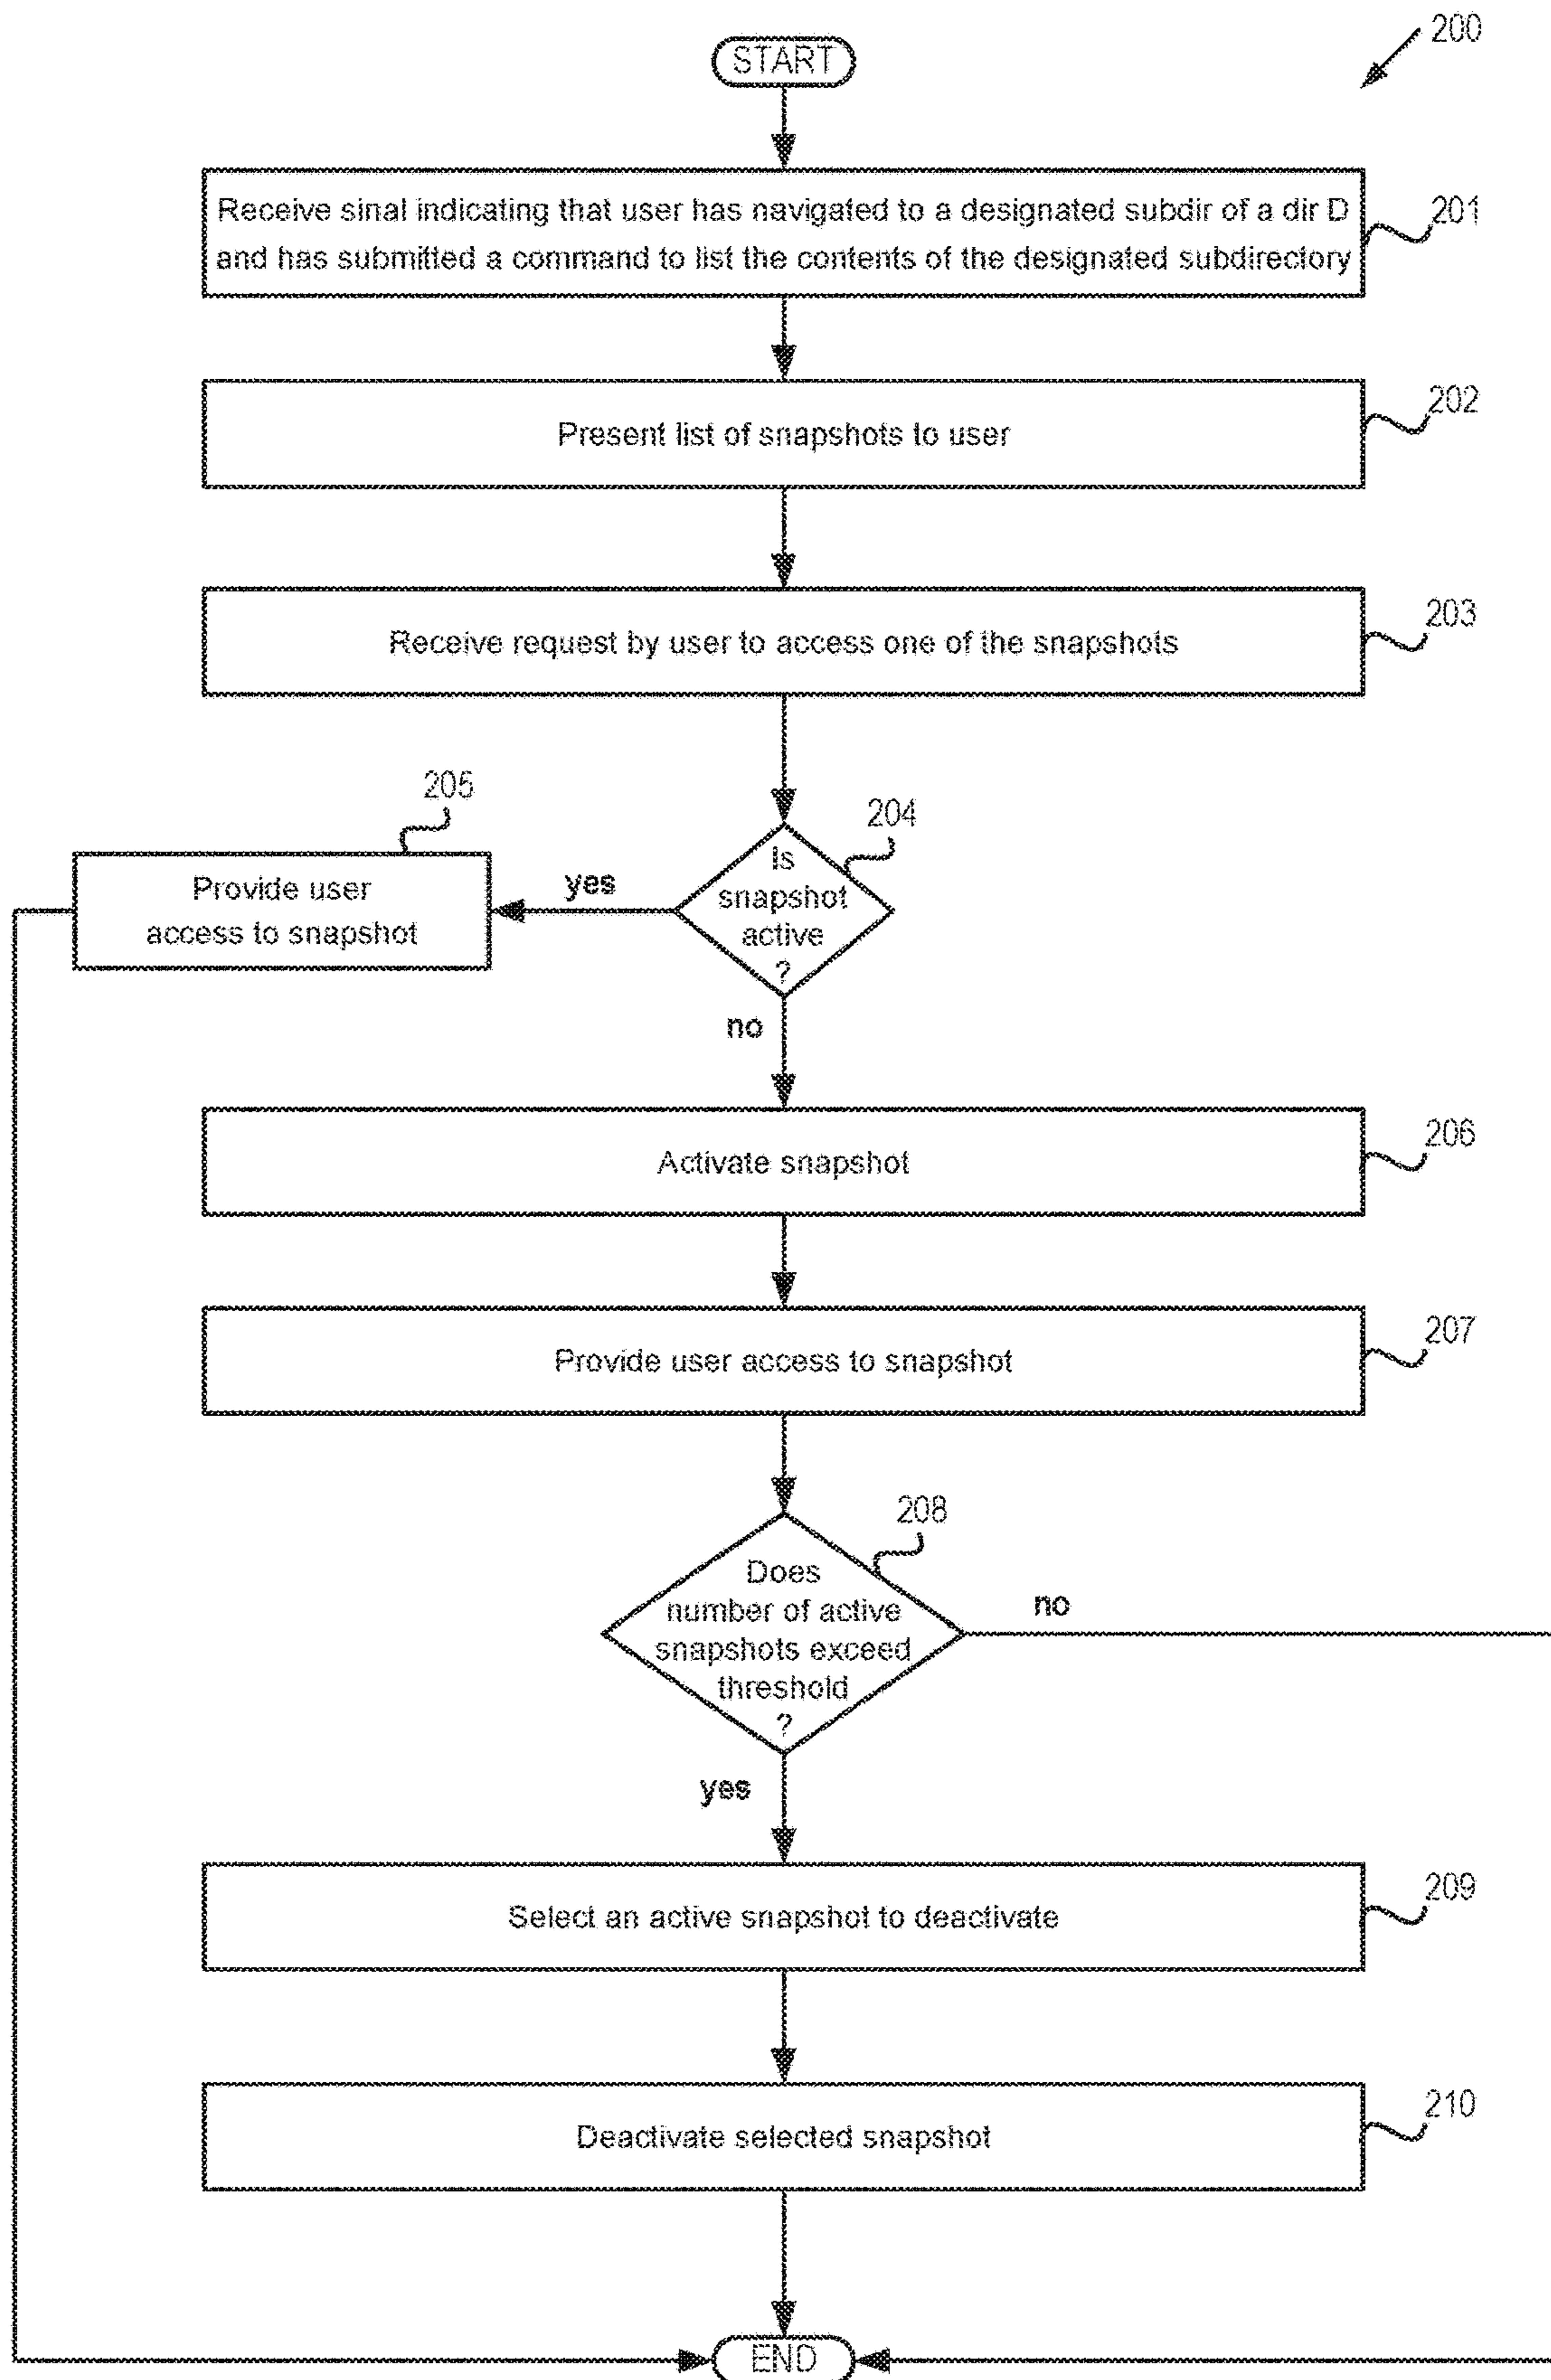 200
START
Receive sinal indicating that user has navigated to a designated subdir of a dir D
and has submitted a command to list the contents of the designated subdirectory
201
Present list of snapshots to user
202
Receive request by user to access one of the snapshots
203
205
204
Provide user
access to snapshot
yes
Is
snapshot
active
?
no
Activate snapshot
206
Provide user access to snapshot
207
208
Does
number of active
snapshots exceed
threshold
?
no
yes
Select an active snapshot to deactivate
209
Deactivate selected snapshot
210
END